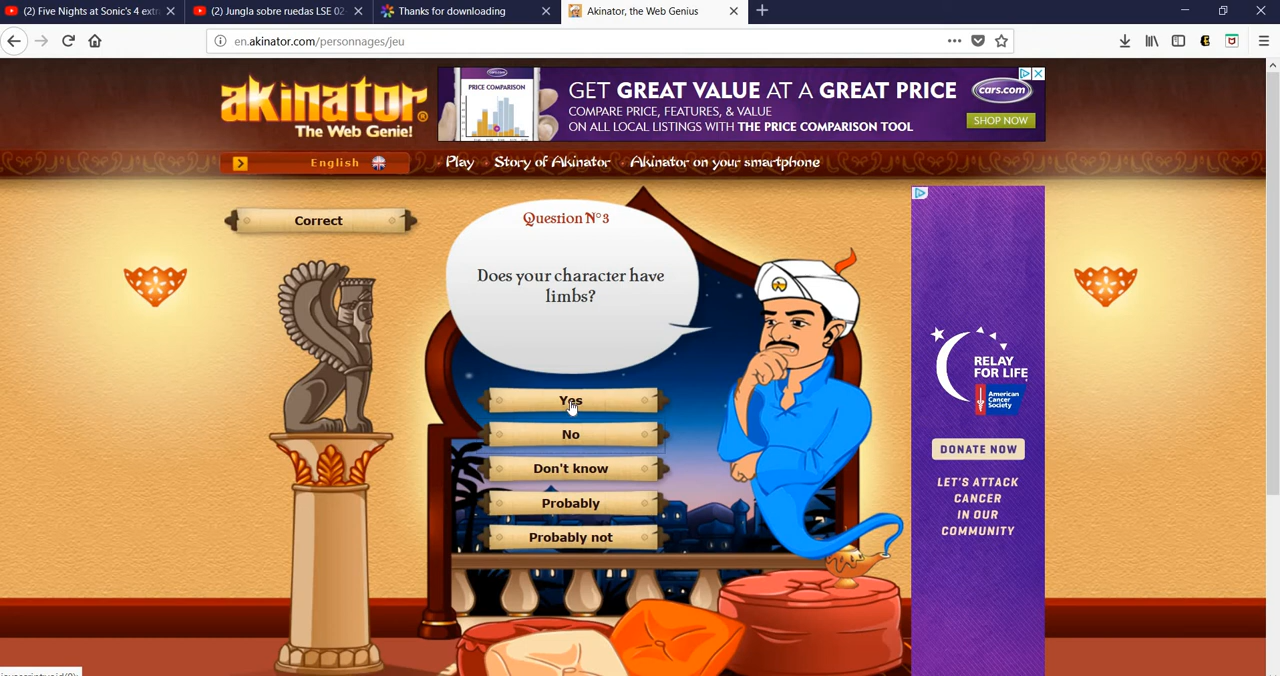 (2) Five Nights at Sonic's 4 extr
(2) Jungla sobre ruedas LSE 02
Thanks for downloading
Akinator, the Web Genius
en.akinator.com/personnages/jeu
akinator®
The Web Genie!
PRICE COMPARISON
GET GREAT VALUE AT A GREAT PRICE
COMPARE PRICE, FEATURES, & VALUE
ON ALL LOCAL LISTINGS WITH THE PRICE COMPARISON TOOL
cars.com
SHOP NOW
English
Play
Story of Akinator
Akinator on your smartphone
Correct
Question N°3
Does your character have
limbs?
Yes
No
Don't know
Probably
Probably not
RELAY
FOR LIFE
American
Cancer
Society
DONATE NOW
LET'S ATTACK
CANCER
IN OUR
COMMUNITY